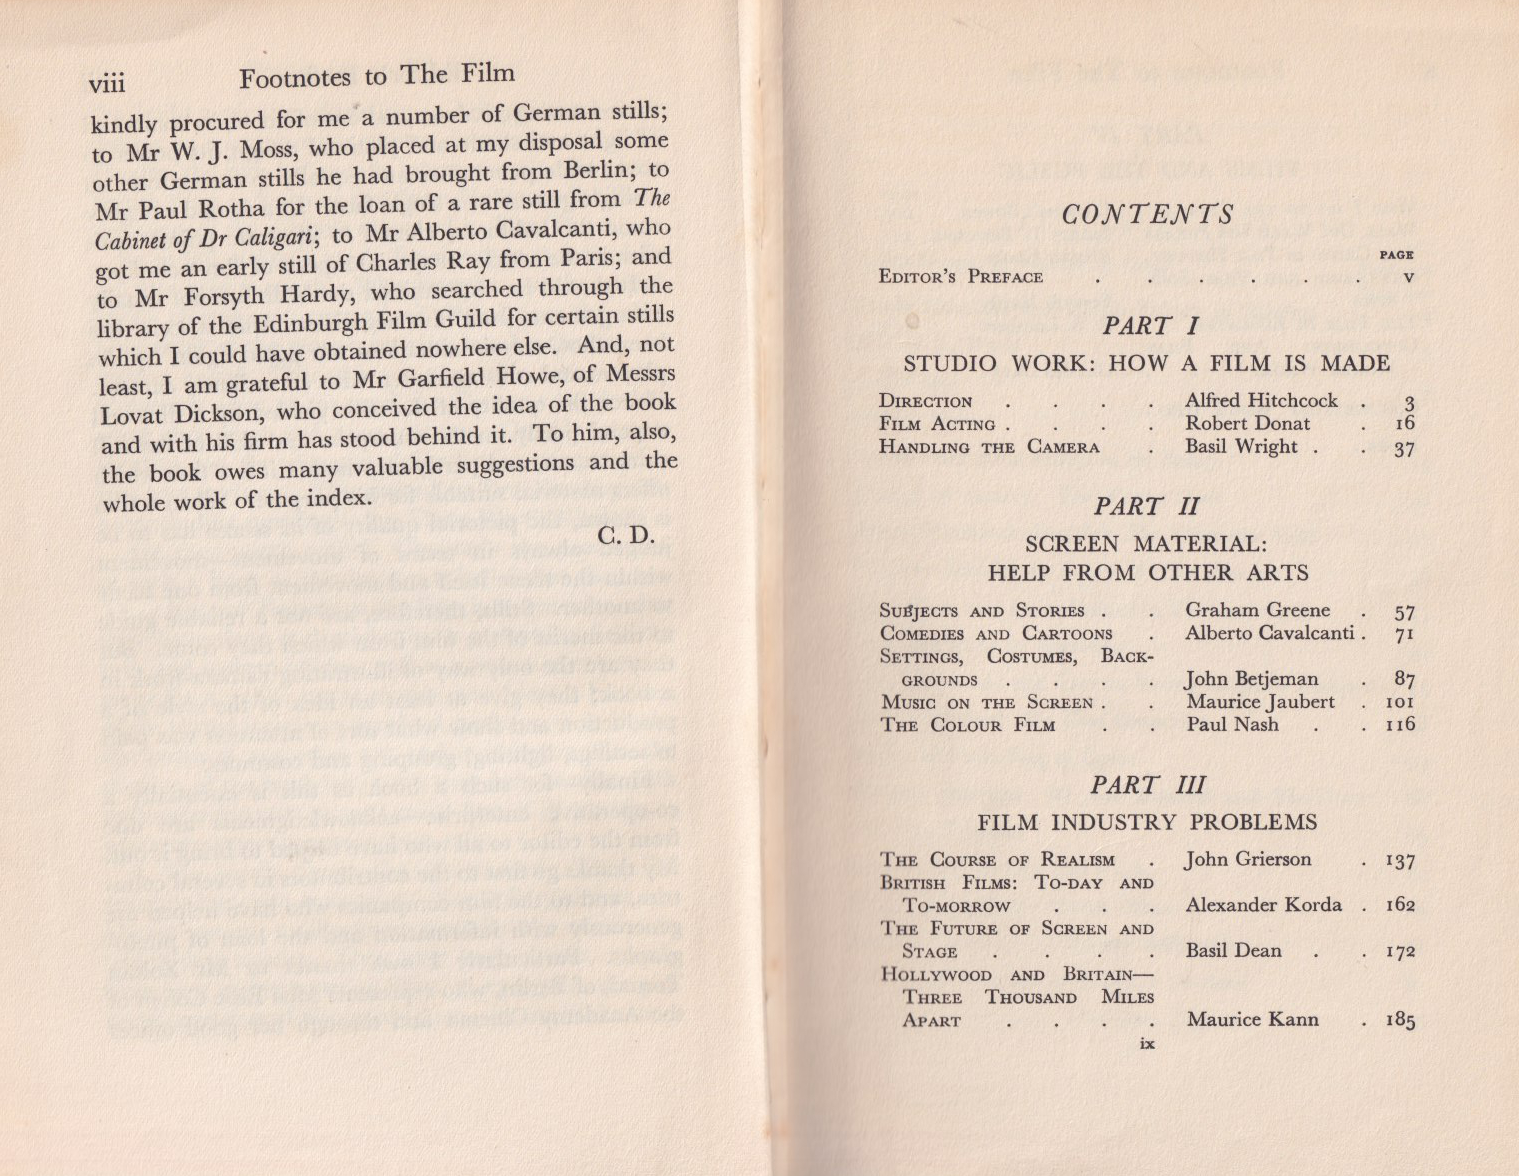 viii Footnotes to The Film
kindly procured for me a number of German stills;
to Mr W. J. Moss, who placed at my disposal some
other German stills he had brought from Berlin; to
Mr Paul Rotha for the loan of a rare still from The
Cabinet of Dr Caligari; to Mr Alberto Cavalcanti, who
got me an early still of Charles Ray from Paris; and
to Mr Forsyth Hardy, who searched through the
library of the Edinburgh Film Guild for certain stills
which I could have obtained nowhere else. And, not
least, I am grateful to Mr Garfield Howe, of Messrs
Lovat Dickson, who conceived the idea of the book
and with his firm has stood behind it. To him, also,
the book owes many valuable suggestions and the
whole work of the index.
C. D.
CONTENTS
PAGE
EDITOR'S PREFACE . . . . . . v
PART I
STUDIO WORK: HOW A FILM IS MADE
DIRECTION . . . . Alfred Hitchcock . 3
FILM ACTING . . . . Robert Donat . 16
HANDLING THE CAMERA . Basil Wright . . 37
PART II
SCREEN MATERIAL:
HELP FROM OTHER ARTS
SUBJECTS AND STORIES . . Graham Greene . 57
COMEDIES AND CARTOONS . Alberto Cavalcanti . 71
SETTINGS, COSTUMES, BACK-
GROUNDS . . . . John Betjeman . 87
MUSIC ON THE SCREEN . . Maurice Jaubert . 101
THE COLOUR FILM . . Paul Nash . . 116
PART III
FILM INDUSTRY PROBLEMS
THE COURSE OF REALISM . John Grierson . 137
BRITISH FILMS: TO-DAY AND
TO-MORROW . . . Alexander Korda . 162
THE FUTURE OF SCREEN AND
STAGE . . . . Basil Dean . . 172
HOLLYWOOD AND BRITAIN—
THREE THOUSAND MILES
APART . . . . Maurice Kann . 185
ix